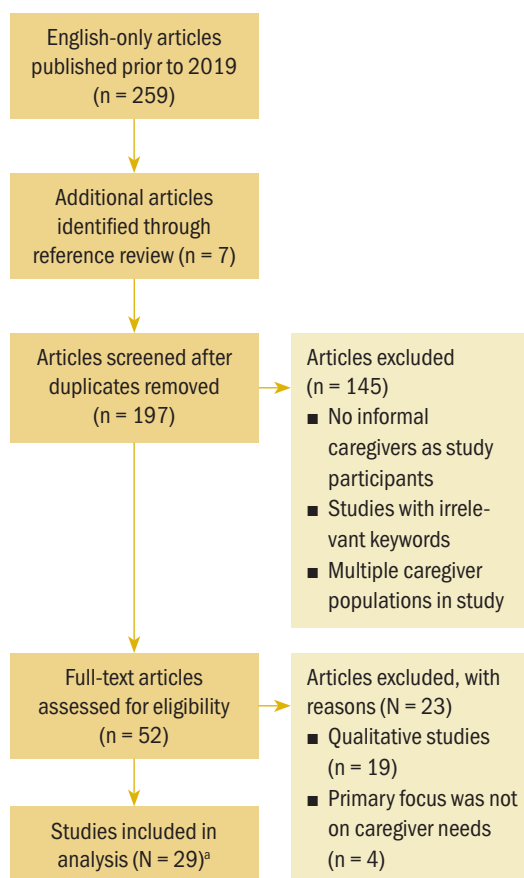 English-only articles
published prior to 2019
(n = 259)
Additional articles
identified through
reference review (n = 7)
Articles screened after
duplicates removed
(n = 197)
Articles excluded
(n = 145)
■ No informal
caregivers as study
participants
■ Studies with irrele-
vant keywords
■ Multiple caregiver
populations in study
Full-text articles
assessed for eligibility
(n = 52)
Articles excluded, with
reasons (N = 23)
■ Qualitative studies
(n = 19)
■ Primary focus was not
on caregiver needs
(n = 4)
Studies included in
analysis (N = 29)ᵃ